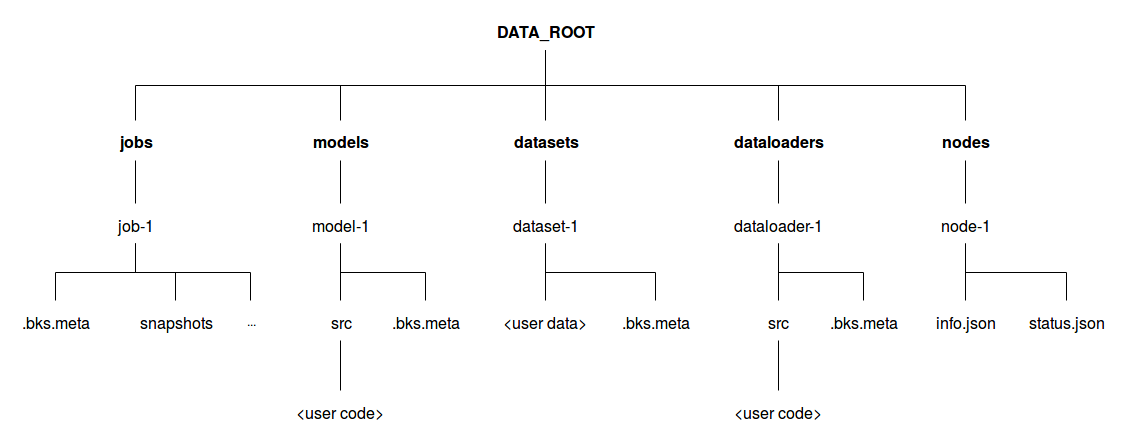 DATA_ROOT
jobs models datasets dataloaders nodes
job-1 model-1 dataset-1 dataloader-1 node-1
.bks.meta snapshots ... src .bks.meta <user data> .bks.meta src .bks.meta info.json status.json
<user code> <user code>